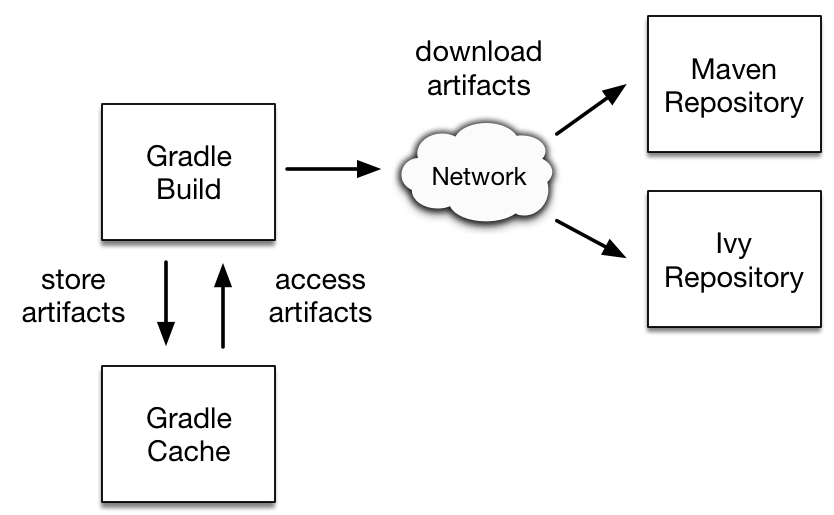 download
artifacts
Maven
Repository
Gradle
Build
Network
Ivy
Repository
store
artifacts
access
artifacts
Gradle
Cache